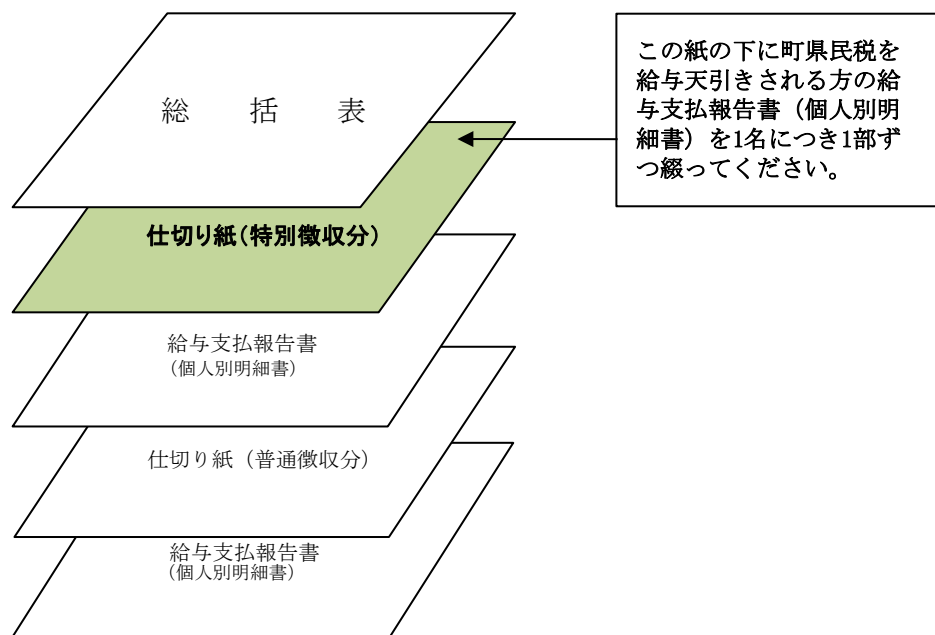 総　括　表
この紙の下に町県民税を
給与天引きされる方の給
与支払報告書（個人別明
細書）を1名につき1部ず
つ綴ってください。
仕切り紙（特別徴収分）
給与支払報告書
（個人別明細書）
仕切り紙（普通徴収分）
給与支払報告書
（個人別明細書）